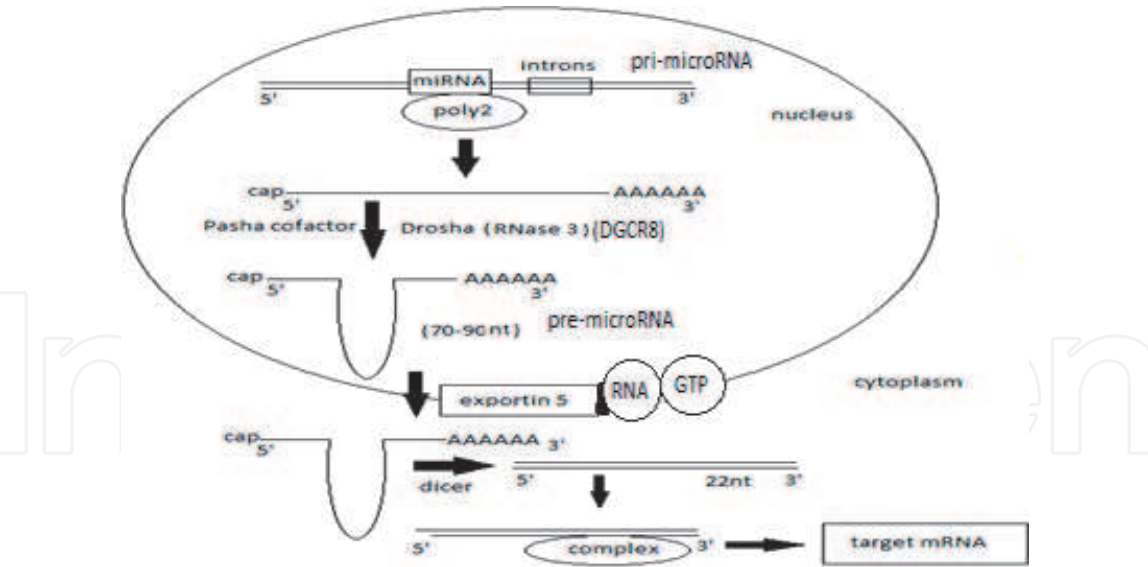 introns pri-microRNA
miRNA
5' 3'
poly2
nucleus
cap AAAAAA
5' 3'
Pasha cofactor Drosha (RNase 3)(DGCR8)
cap AAAAAA
5' 3'
(70-90nt) pre-microRNA
cytoplasm
exportin 5 RNA GTP
cap AAAAAA 3'
5'
dicer 5' 22nt 3'
5' complex 3' target mRNA